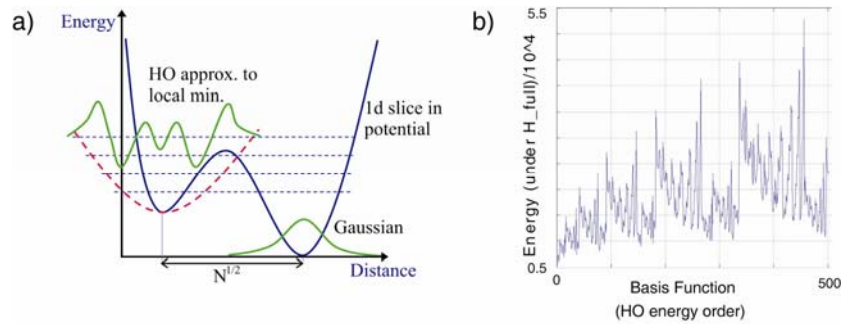 a)
Energy
HO approx. to
local min.
1d slice in
potential
Gaussian
N^{1/2}
Distance
b)
5.5
Energy (under H_full)/10^4
0.5
0
500
Basis Function
(HO energy order)